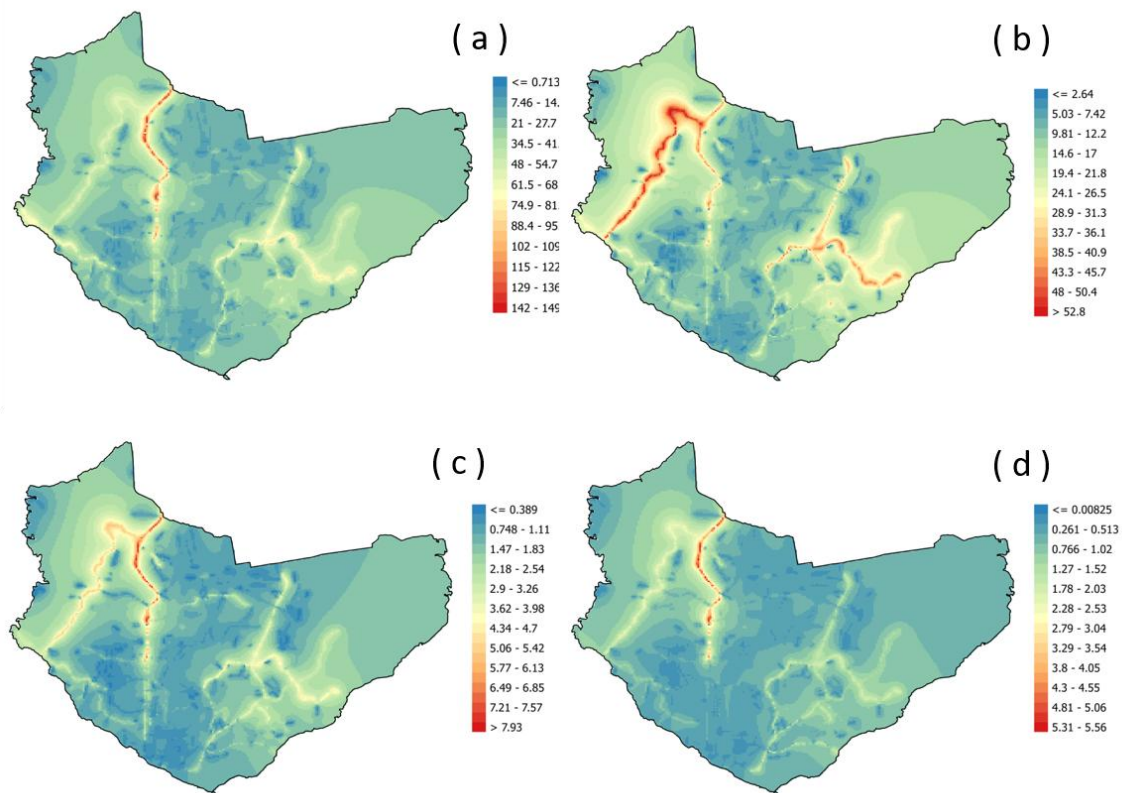 ( a )
<= 0.713
7.46 - 14.
21 - 27.7
34.5 - 41.
48 - 54.7
61.5 - 68
74.9 - 81
88.4 - 95
102 - 109
115 - 122
129 - 136
142 - 149
( b )
<= 2.64
5.03 - 7.42
9.81 - 12.2
14.6 - 17
19.4 - 21.8
24.1 - 26.5
28.9 - 31.3
33.7 - 36.1
38.5 - 40.9
43.3 - 45.7
48 - 50.4
> 52.8
( c )
<= 0.389
0.748 - 1.11
1.47 - 1.83
2.18 - 2.54
2.9 - 3.26
3.62 - 3.98
4.34 - 4.7
5.06 - 5.42
5.77 - 6.13
6.49 - 6.85
7.21 - 7.57
> 7.93
( d )
<= 0.00825
0.261 - 0.513
0.766 - 1.02
1.27 - 1.52
1.78 - 2.03
2.28 - 2.53
2.79 - 3.04
3.29 - 3.54
3.8 - 4.05
4.3 - 4.55
4.81 - 5.06
5.31 - 5.56